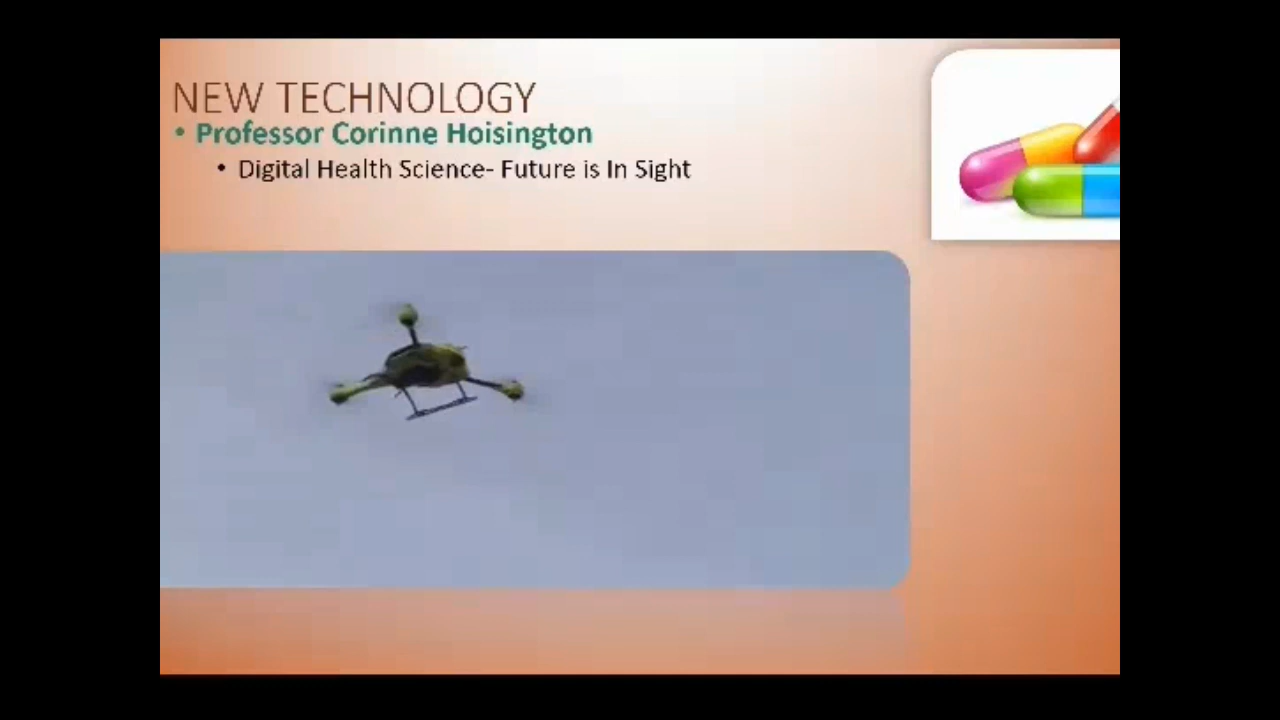 NEW TECHNOLOGY
• Professor Corinne Hoisington
• Digital Health Science- Future is In Sight